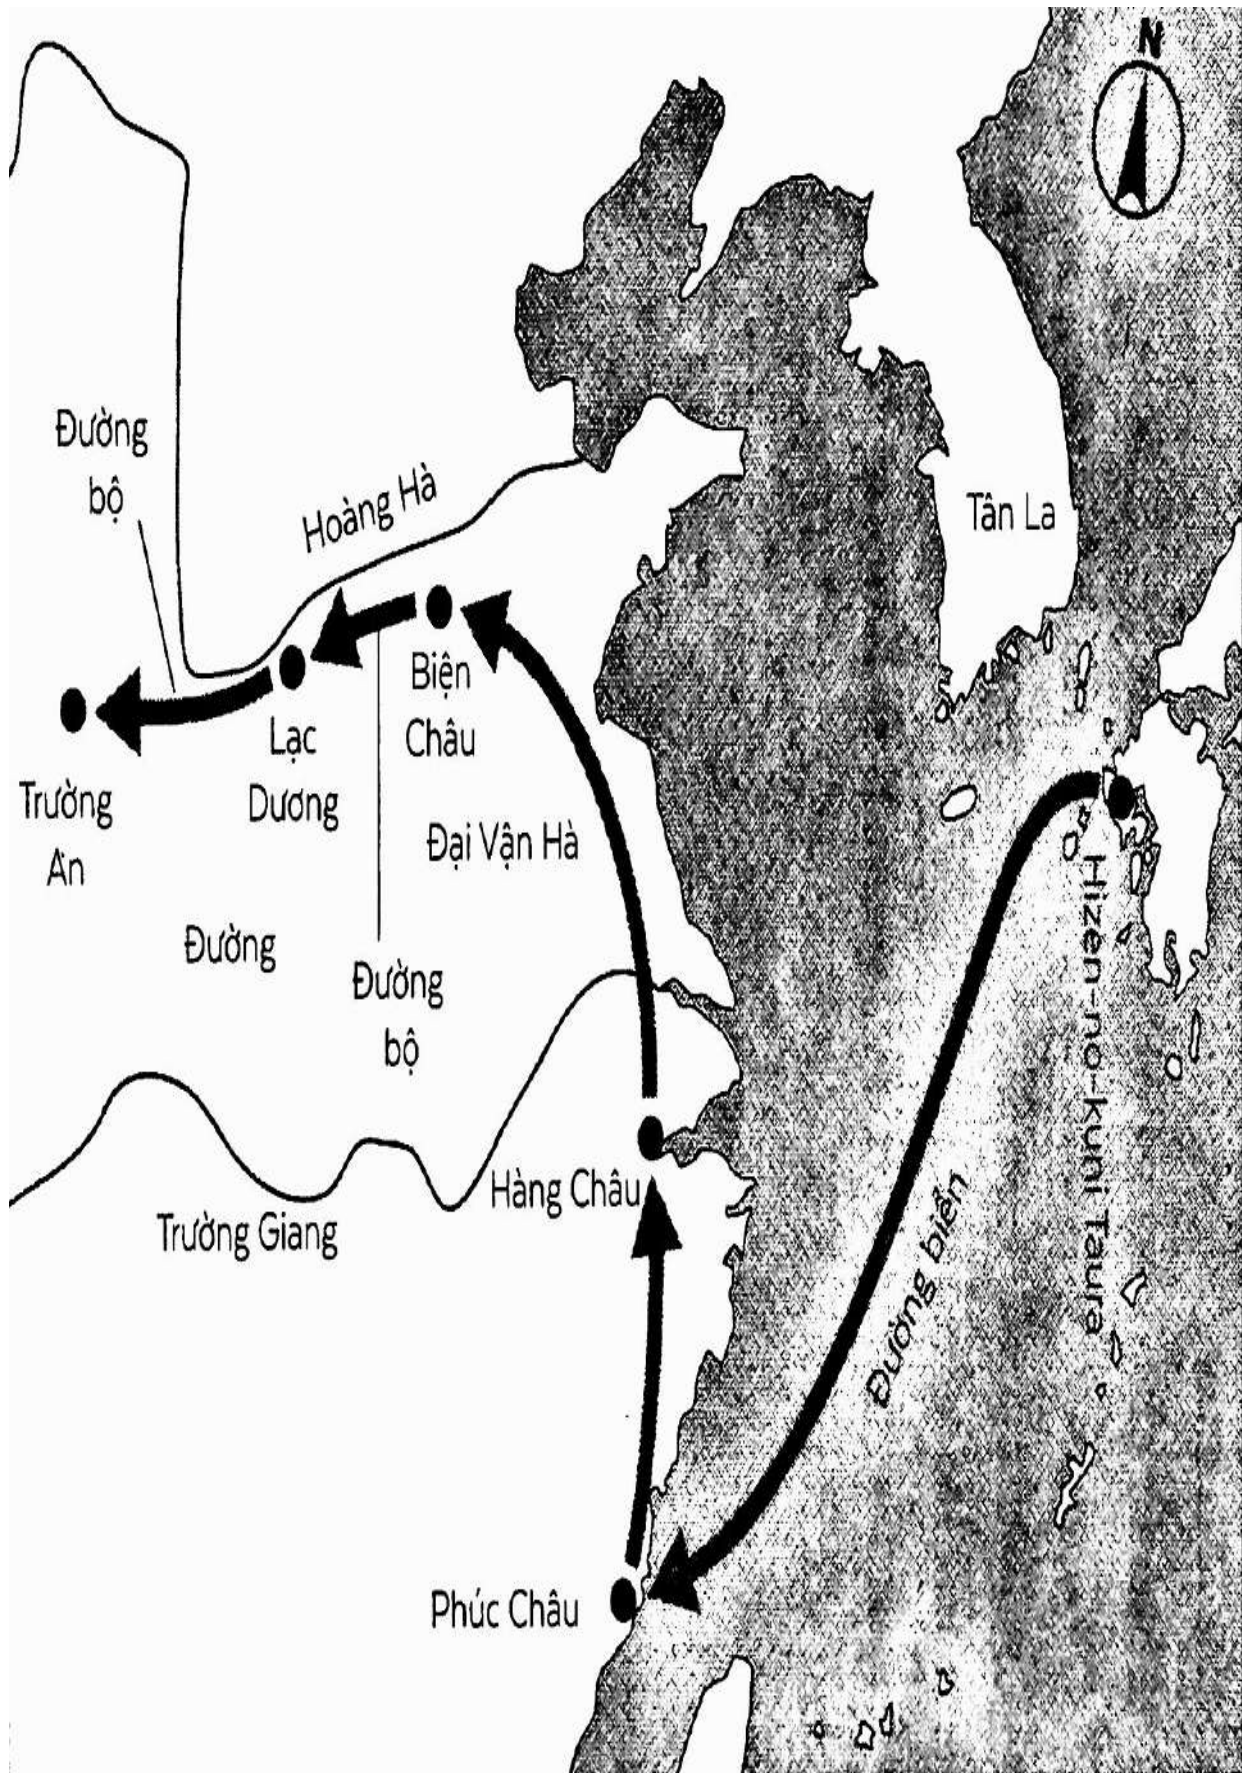 N
Đường
bộ
Hoàng Hà
Tân La
Biện
Châu
Lạc
Dương
Trường
An
Đại Vận Hà
Đường
Đường
bộ
Hizen-no-kuni Taura
Hàng Châu
Trường Giang
Đường biển
Phúc Châu